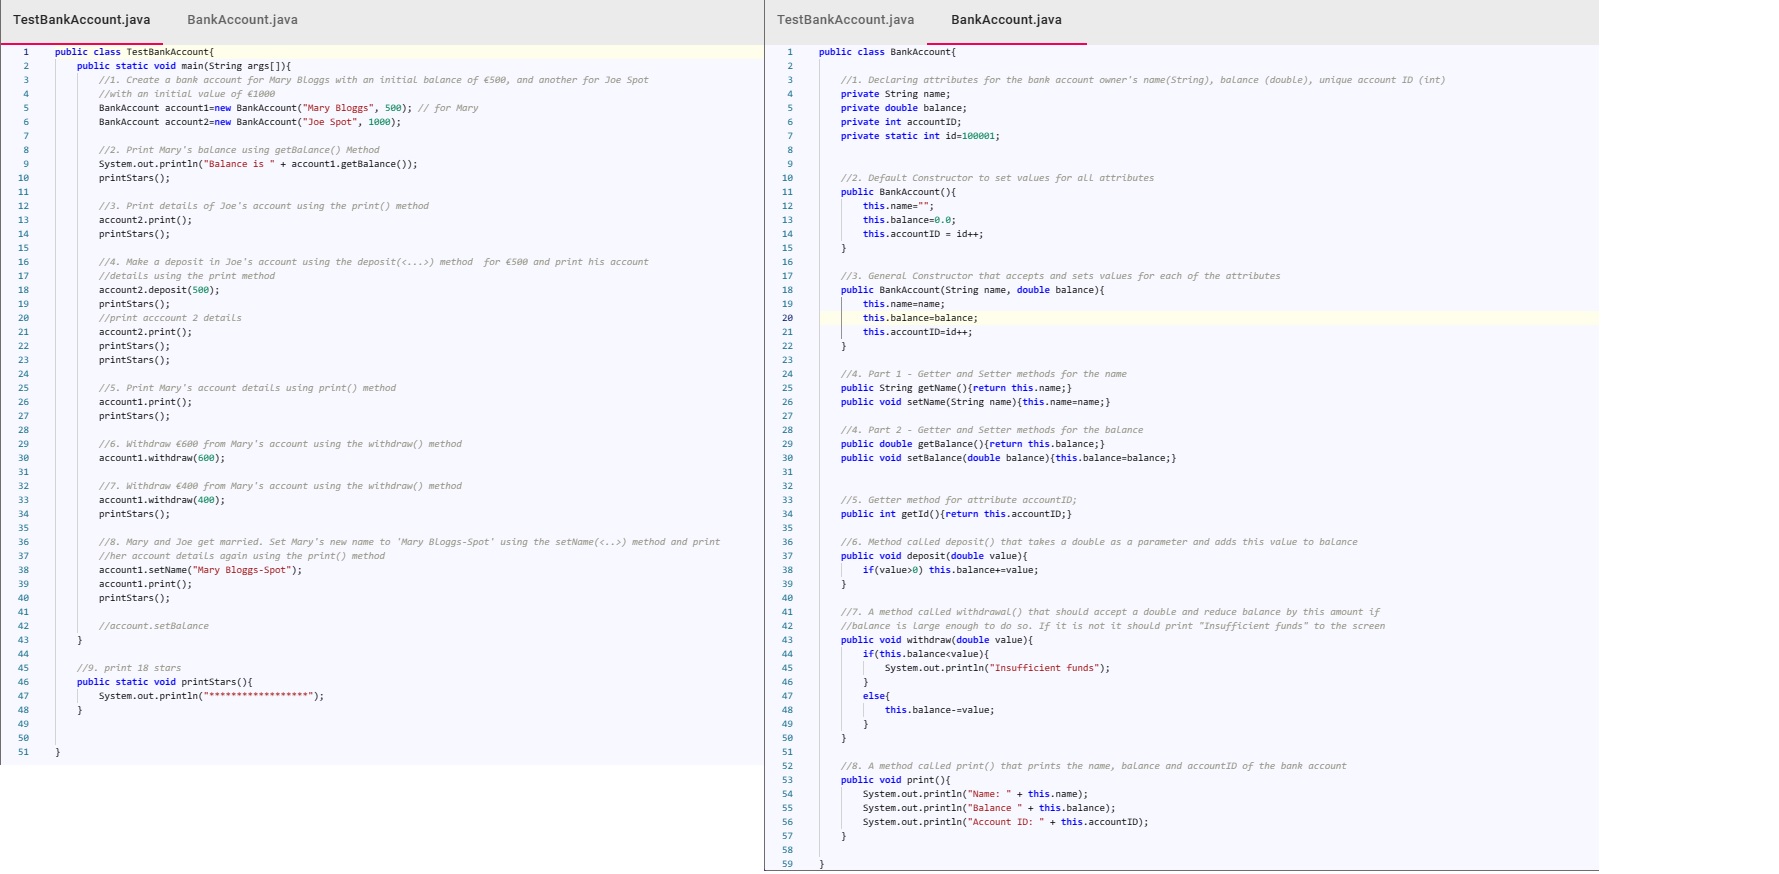 TestBankAccount.java BankAccount.java
1 public class TestBankAccount{
2 public static void main(String args[]){
3 //1. Create a bank account for Mary Bloggs with an initial balance of €500, and another for Joe Spot
4 //with an initial value of €1000
5 BankAccount account1=new BankAccount("Mary Bloggs", 500); // for Mary
6 BankAccount account2=new BankAccount("Joe Spot", 1000);
7
8 //2. Print Mary's balance using getBalance() Method
9 System.out.println("Balance is " + account1.getBalance());
10 printStars();
11
12 //3. Print details of Joe's account using the print() method
13 account2.print();
14 printStars();
15
16 //4. Make a deposit in Joe's account using the deposit(<...>) method  for €500 and print his account
17 //details using the print method
18 account2.deposit(500);
19 printStars();
20 //print acccount 2 details
21 account2.print();
22 printStars();
23 printStars();
24
25 //5. Print Mary's account details using print() method
26 account1.print();
27 printStars();
28
29 //6. Withdraw €600 from Mary's account using the withdraw() method
30 account1.withdraw(600);
31
32 //7. Withdraw €400 from Mary's account using the withdraw() method
33 account1.withdraw(400);
34 printStars();
35
36 //8. Mary and Joe get married. Set Mary's new name to 'Mary Bloggs-Spot' using the setName(<..>) method and print
37 //her account details again using the print() method
38 account1.setName("Mary Bloggs-Spot");
39 account1.print();
40 printStars();
41
42 //account.setBalance
43 }
44
45 //9. print 18 stars
46 public static void printStars(){
47 System.out.println("******************");
48 }
49
50
51 }
TestBankAccount.java BankAccount.java
1 public class BankAccount{
2
3 //1. Declaring attributes for the bank account owner's name(String), balance (double), unique account ID (int)
4 private String name;
5 private double balance;
6 private int accountID;
7 private static int id=100001;
8
9
10 //2. Default Constructor to set values for all attributes
11 public BankAccount(){
12 this.name="";
13 this.balance=0.0;
14 this.accountID = id++;
15 }
16
17 //3. General Constructor that accepts and sets values for each of the attributes
18 public BankAccount(String name, double balance){
19 this.name=name;
20 this.balance=balance;
21 this.accountID=id++;
22 }
23
24 //4. Part 1 - Getter and Setter methods for the name
25 public String getName(){return this.name;}
26 public void setName(String name){this.name=name;}
27
28 //4. Part 2 - Getter and Setter methods for the balance
29 public double getBalance(){return this.balance;}
30 public void setBalance(double balance){this.balance=balance;}
31
32
33 //5. Getter method for attribute accountID;
34 public int getId(){return this.accountID;}
35
36 //6. Method called deposit() that takes a double as a parameter and adds this value to balance
37 public void deposit(double value){
38 if(value>0) this.balance+=value;
39 }
40
41 //7. A method called withdrawal() that should accept a double and reduce balance by this amount if
42 //balance is large enough to do so. If it is not it should print "Insufficient funds" to the screen
43 public void withdraw(double value){
44 if(this.balance<value){
45 System.out.println("Insufficient funds");
46 }
47 else{
48 this.balance-=value;
49 }
50 }
51
52 //8. A method called print() that prints the name, balance and accountID of the bank account
53 public void print(){
54 System.out.println("Name: " + this.name);
55 System.out.println("Balance " + this.balance);
56 System.out.println("Account ID: " + this.accountID);
57 }
58
59 }